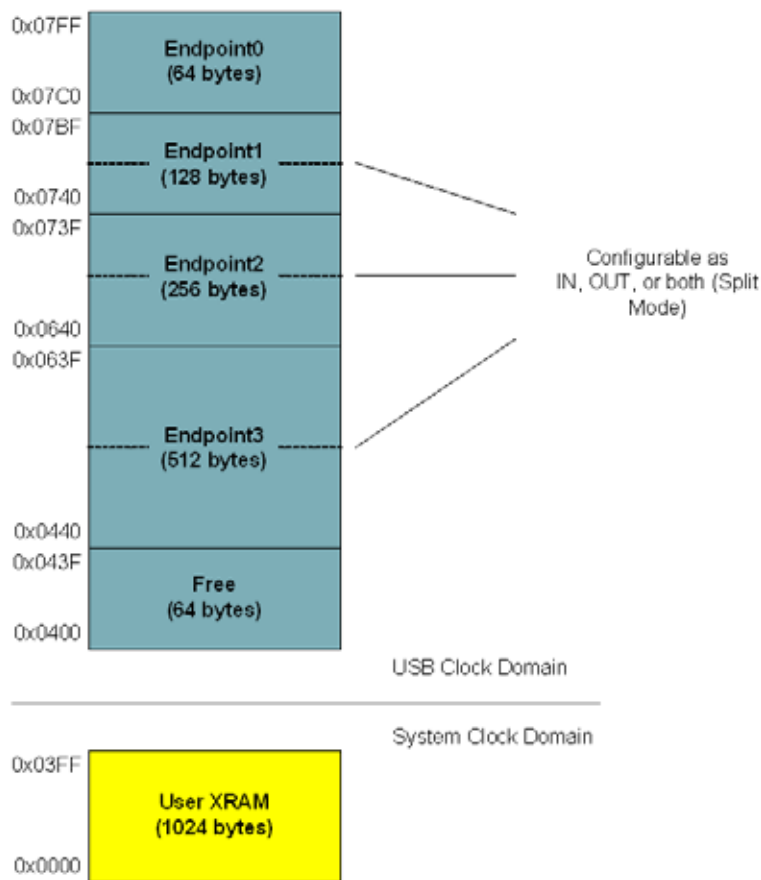 0x07FF
Endpoint0
(64 bytes)
0x07C0
0x07BF
Endpoint1
(128 bytes)
0x0740
0x073F
Endpoint2
(256 bytes)
0x0640
0x063F
Endpoint3
(512 bytes)
0x0440
0x043F
Free
(64 bytes)
0x0400
Configurable as
IN, OUT, or both (Split
Mode)
USB Clock Domain
System Clock Domain
0x03FF
User XRAM
(1024 bytes)
0x0000